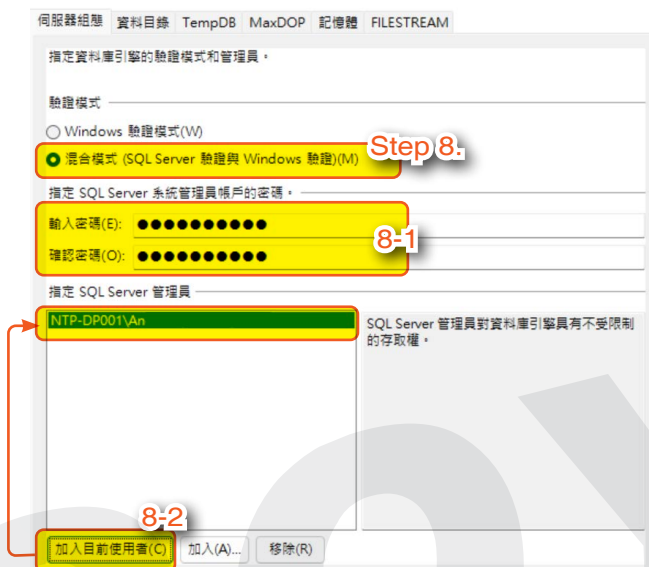 伺服器組態 資料目錄 TempDB MaxDOP 記憶體 FILESTREAM
指定資料庫引擎的驗證模式和管理員。
驗證模式
Windows 驗證模式(W)
混合模式 (SQL Server 驗證與 Windows 驗證)(M)
Step 8.
指定 SQL Server 系統管理員帳戶的密碼。
輸入密碼(E): ●●●●●●●●●●
8-1
確認密碼(O): ●●●●●●●●●●
指定 SQL Server 管理員
NTP-DP001\An
SQL Server 管理員對資料庫引擎具有不受限制
的存取權。
8-2
加入目前使用者(C) 加入(A)... 移除(R)